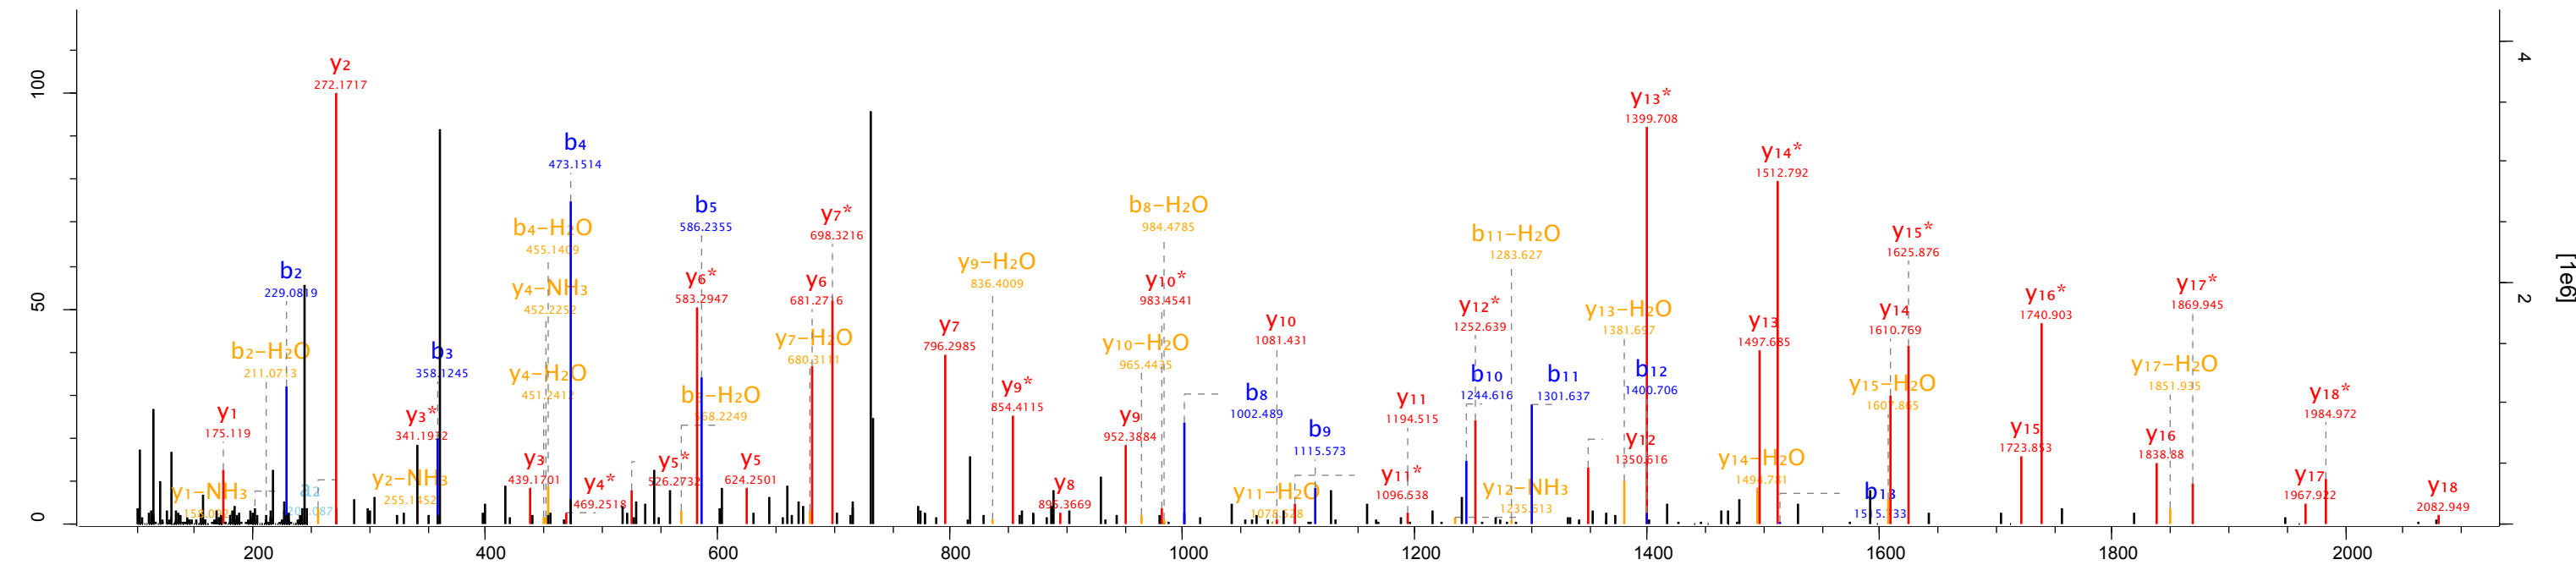 y2
272.1717
y1
175.119
b2-H2O
211.0713
b2
229.0819
y3*
341.1932
b3
358.1245
y2-NH3
255.1452
y1-NH3
a2
y3
439.1701
b4
473.1514
b4-H2O
455.1409
y4-NH3
452.2252
y4-H2O
451.2412
y4*
469.2518
y5*
526.2732
b5
586.2355
y6*
583.2947
568.2249
y5
624.2501
y6
681.2716
y7*
698.3216
y7-H2O
680.3111
y7
796.2985
y9-H2O
836.4009
y9*
854.4115
y8
895.3669
y9
952.3884
b8-H2O
984.4785
y10*
983.4541
y10-H2O
965.4435
b8
1002.489
y10
1081.431
y11-H2O
1078.528
b9
1115.573
y11
1194.515
y11*
1096.538
y12*
1252.639
b10
1244.616
b11-H2O
1283.627
b11
1301.637
y12-NH3
1235.613
y13*
1399.708
y13-H2O
1381.697
b12
1400.706
y12
1350.616
y13
1497.685
y14*
1512.792
y14-H2O
1494.781
y14
1610.769
y15*
1625.876
y15-H2O
1607.865
b13
1515.733
y15
1723.853
y16*
1740.903
y16
1838.88
y17*
1869.945
y17-H2O
1851.935
y17
1967.922
y18*
1984.972
y18
2082.949
0
50
100
200
400
600
800
1000
1200
1400
1600
1800
2000
2
4
[1e6]